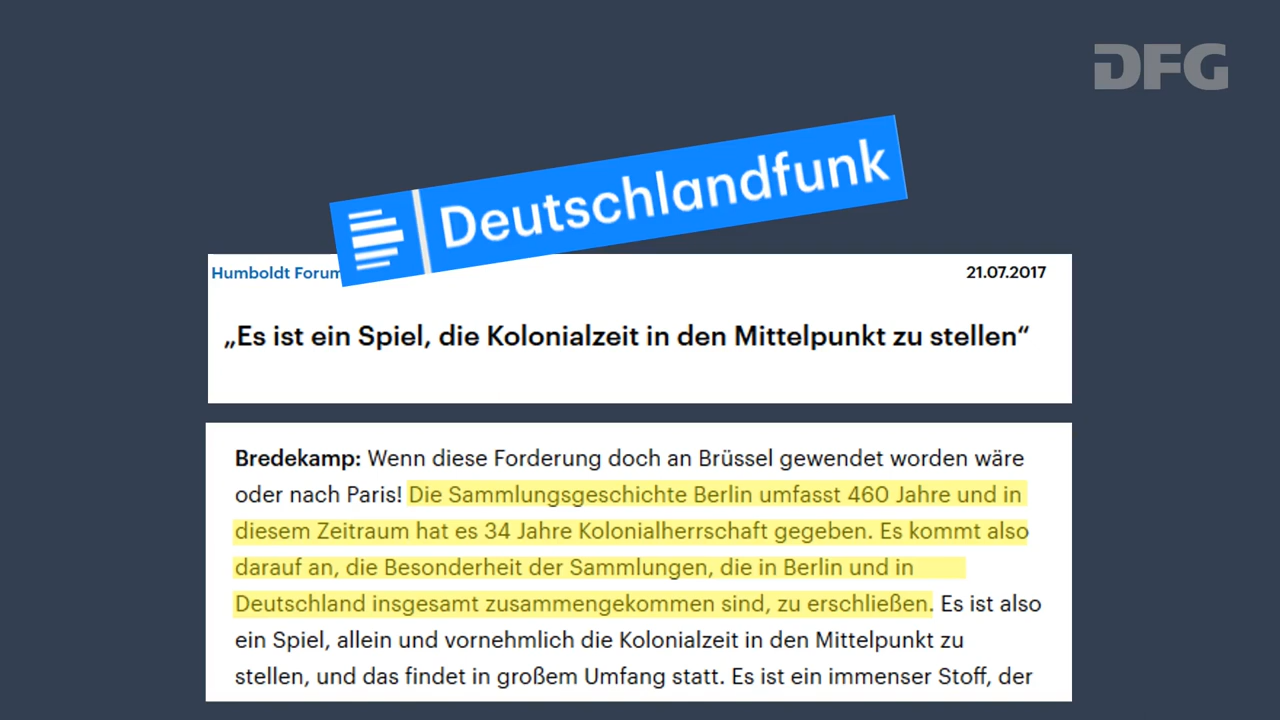 DFG
Deutschlandfunk
Humboldt Forum
21.07.2017
„Es ist ein Spiel, die Kolonialzeit in den Mittelpunkt zu stellen“
Bredekamp: Wenn diese Forderung doch an Brüssel gewendet worden wäre
oder nach Paris! Die Sammlungsgeschichte Berlin umfasst 460 Jahre und in
diesem Zeitraum hat es 34 Jahre Kolonialherrschaft gegeben. Es kommt also
darauf an, die Besonderheit der Sammlungen, die in Berlin und in
Deutschland insgesamt zusammengekommen sind, zu erschließen. Es ist also
ein Spiel, allein und vornehmlich die Kolonialzeit in den Mittelpunkt zu
stellen, und das findet in großem Umfang statt. Es ist ein immenser Stoff, der